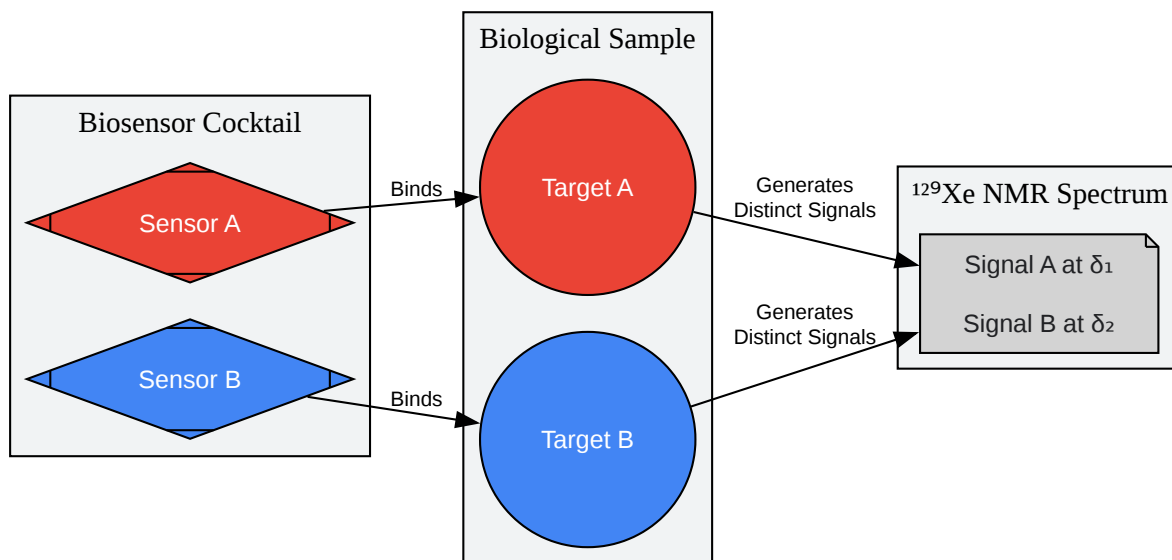 Biosensor Cocktail
Sensor A
Sensor B
Binds
Binds
Biological Sample
Target A
Target B
Generates
Distinct Signals
Generates
Distinct Signals
¹²⁹Xe NMR Spectrum
Signal A at δ₁
Signal B at δ₂